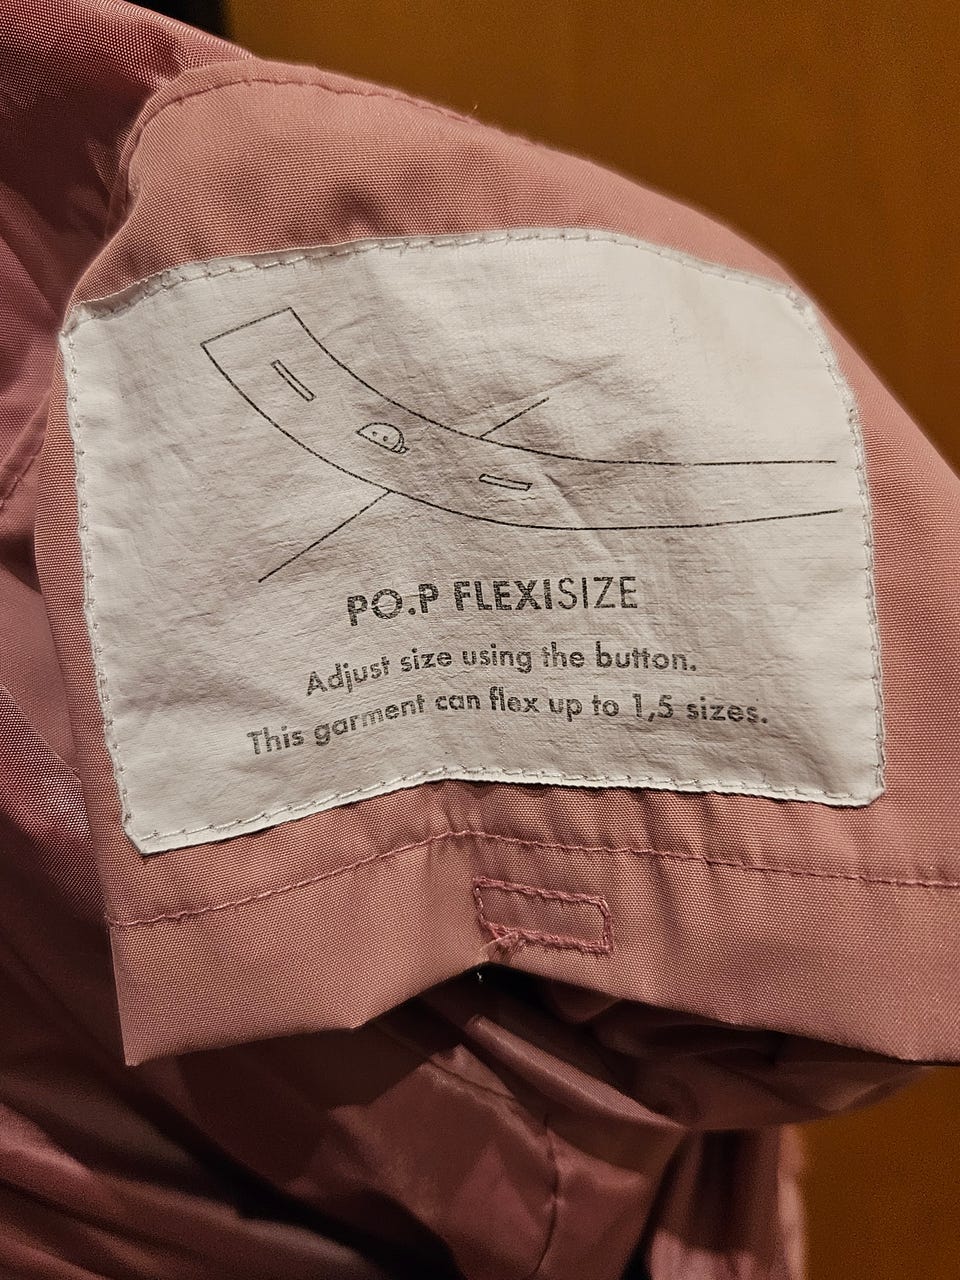 PO.P FLEXISIZE
Adjust size using the button.
This garment can flex up to 1,5 sizes.